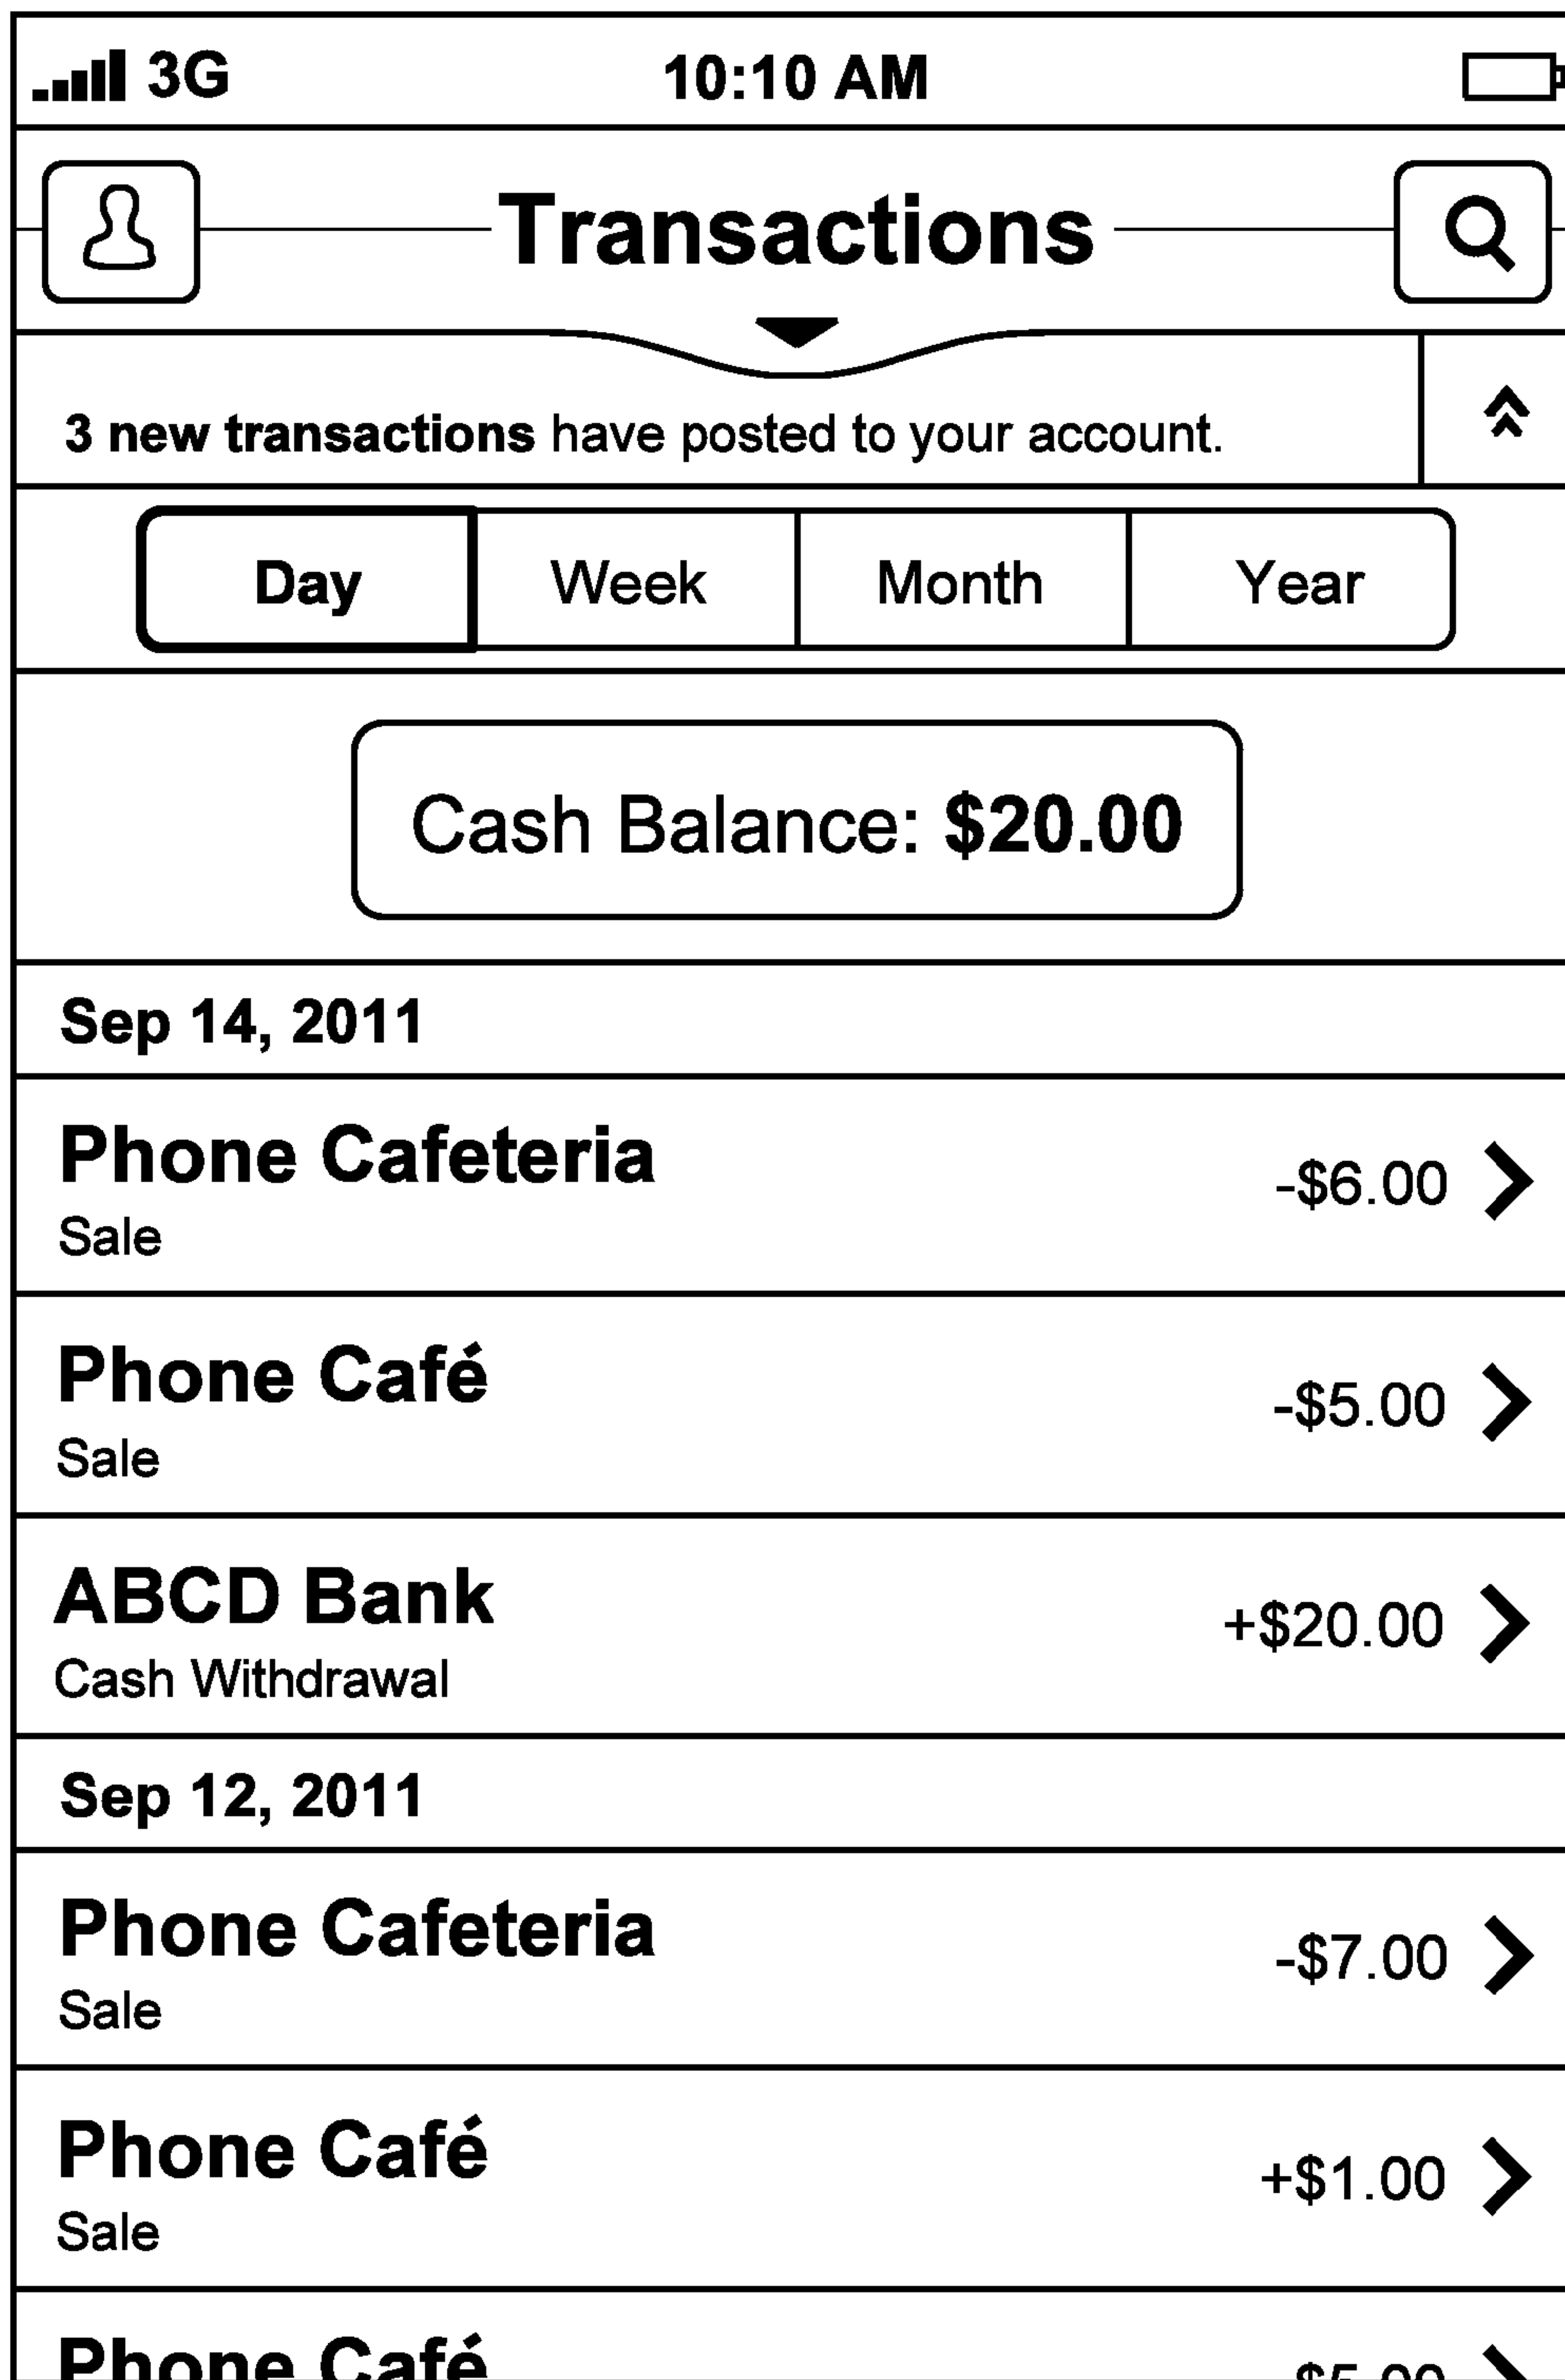 3G 10:10 AM
Transactions
3 new transactions have posted to your account.
Day Week Month Year
Cash Balance: $20.00
Sep 14, 2011
Phone Cafeteria
-$6.00
Sale
Phone Café
-$5.00
Sale
ABCD Bank
+$20.00
Cash Withdrawal
Sep 12, 2011
Phone Cafeteria
-$7.00
Sale
Phone Café
+$1.00
Sale
Phone Café
$5.00